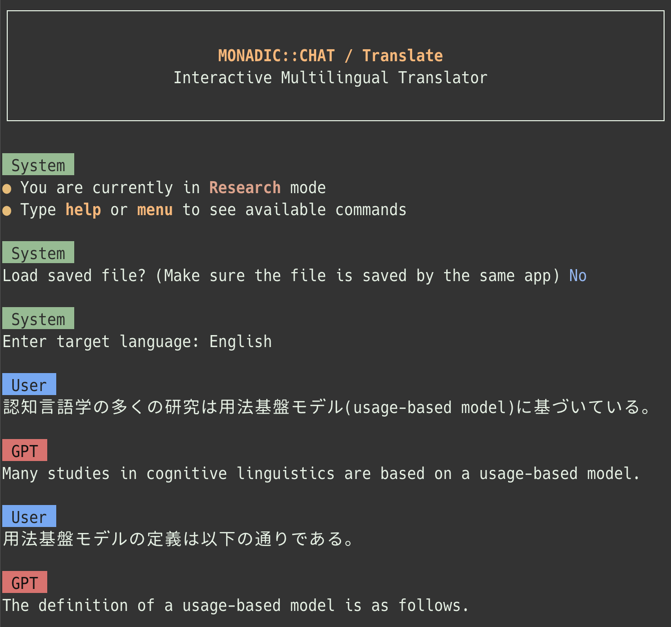 MONADIC::CHAT / Translate
Interactive Multilingual Translator
System
● You are currently in Research mode
● Type help or menu to see available commands
System
Load saved file? (Make sure the file is saved by the same app) No
System
Enter target language: English
User
認知言語学の多くの研究は用法基盤モデル(usage-based model)に基づいている。
GPT
Many studies in cognitive linguistics are based on a usage-based model.
User
用法基盤モデルの定義は以下の通りである。
GPT
The definition of a usage-based model is as follows.